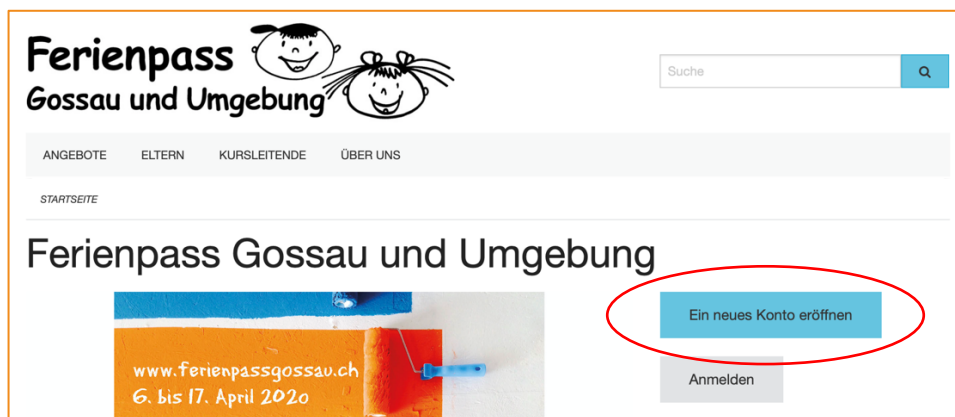 Ferienpass
Gossau und Umgebung
Suche
ANGEBOTE ELTERN KURSLEITENDE ÜBER UNS
STARTSEITE
Ferienpass Gossau und Umgebung
Ein neues Konto eröffnen
www.ferienpassgossau.ch
6. bis 17. April 2020
Anmelden